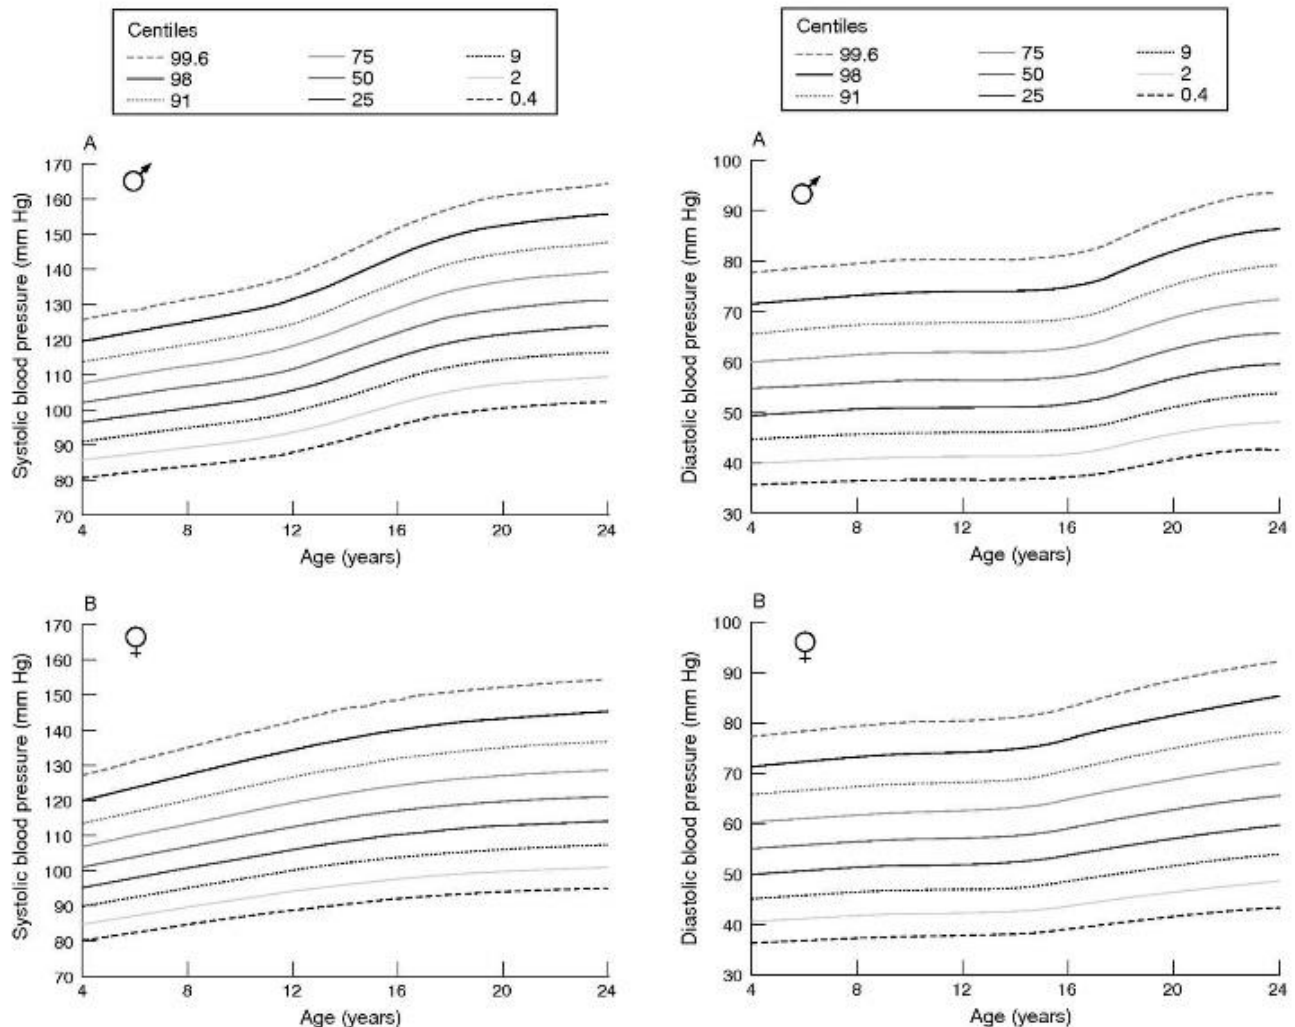 Centiles
99.6 75 9
98 50 2
91 25 0.4
Centiles
99.6 75 9
98 50 2
91 25 0.4
A
170
160
150
140
130
120
110
100
90
80
70
Systolic blood pressure (mm Hg)
4 8 12 16 20 24
Age (years)
A
100
90
80
70
60
50
40
30
Diastolic blood pressure (mm Hg)
4 8 12 16 20 24
Age (years)
B
170
160
150
140
130
120
110
100
90
80
70
Systolic blood pressure (mm Hg)
4 8 12 16 20 24
Age (years)
B
100
90
80
70
60
50
40
30
Diastolic blood pressure (mm Hg)
4 8 12 16 20 24
Age (years)